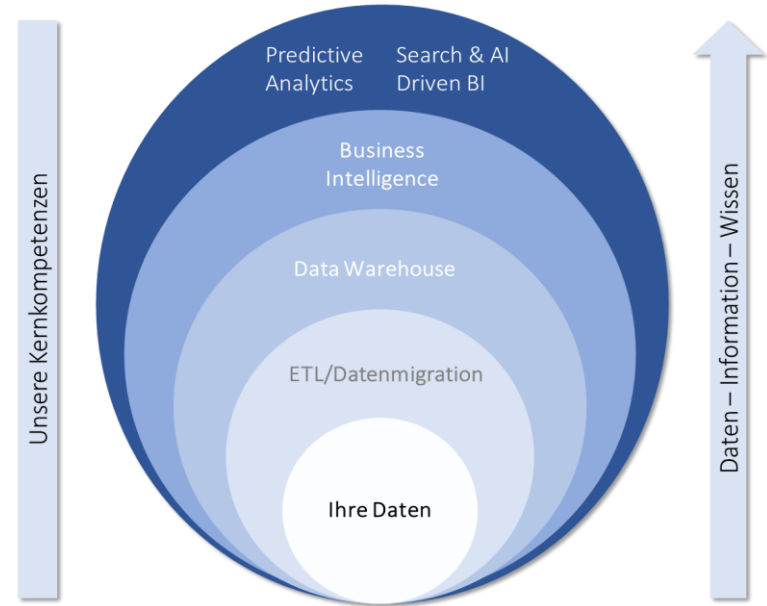 Unsere Kernkompetenzen
Predictive Analytics
Search & AI Driven BI
Business
Intelligence
Data Warehouse
ETL/Datenmigration
Ihre Daten
Daten – Information – Wissen